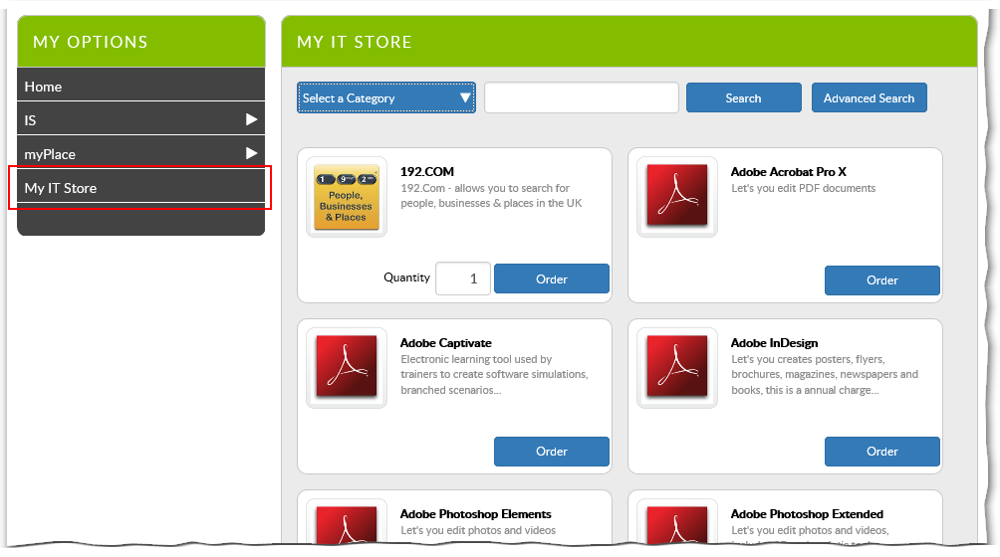 MY OPTIONS
Home
IS
myPlace
My IT Store
MY IT STORE
Select a Category
Search
Advanced Search
192.COM
192.Com - allows you to search for
people, businesses & places in the UK
1 9 2
People,
Businesses
& Places
Quantity
1
Order
Adobe Acrobat Pro X
Let's you edit PDF documents
Order
Adobe Captivate
Electronic learning tool used by
trainers to create software simulations,
branched scenarios...
Order
Adobe InDesign
Let's you creates posters, flyers,
brochures, magazines, newspapers and
books, this is a annual charge...
Order
Adobe Photoshop Elements
Let's you edit photos and videos
Adobe Photoshop Extended
Let's you edit photos and videos,